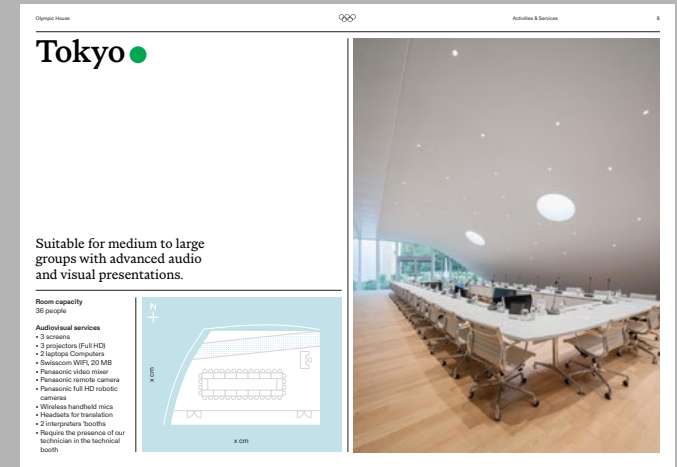 Olympic House
Activities & Services
8
Tokyo
Suitable for medium to large
groups with advanced audio
and visual presentations.
Room capacity
36 people
Audiovisual services
• 3 screens
• 3 projectors (Full HD)
• 2 laptops Computers
• Swisscom WIFI, 20 MB
• Panasonic video mixer
• Panasonic remote camera
• Panasonic full HD robotic
cameras
• Wireless handheld mics
• Headsets for translation
• 2 interpreters 'booths
• Require the presence of our
technician in the technical
booth
N
x cm
x cm